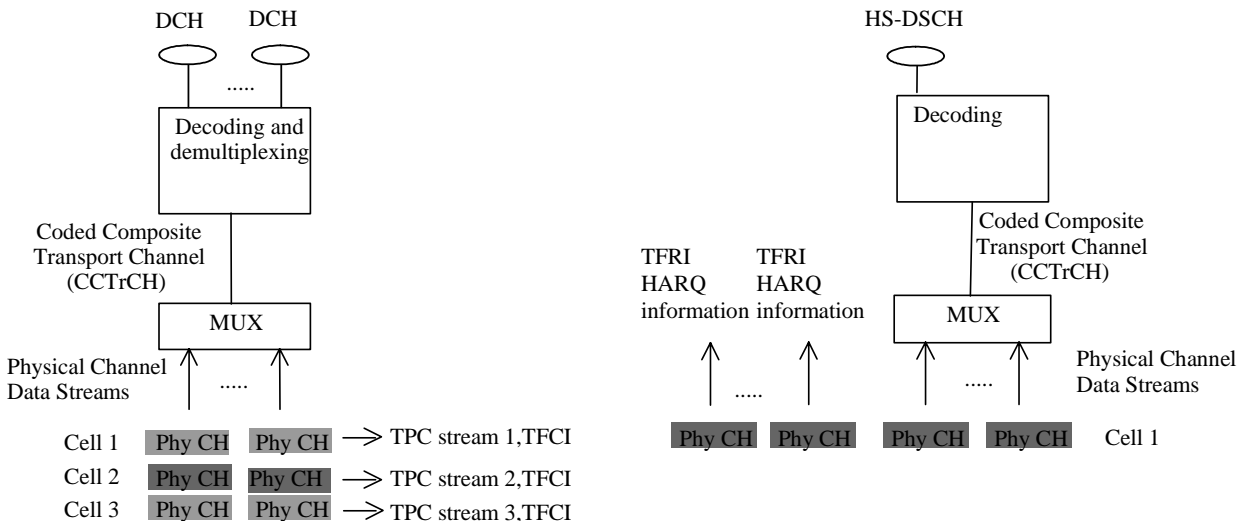 DCH DCH
.....
Decoding and
demultiplexing
Coded Composite
Transport Channel
(CCTrCH)
MUX
Physical Channel
Data Streams
.....
Cell 1 Phy CH Phy CH TPC stream 1,TFCI
Cell 2 Phy CH Phy CH TPC stream 2,TFCI
Cell 3 Phy CH Phy CH TPC stream 3,TFCI
HS-DSCH
Decoding
Coded Composite
Transport Channel
(CCTrCH)
TFRI
HARQ
information
TFRI
HARQ
information
MUX
Physical Channel
Data Streams
.....
.....
Phy CH Phy CH Phy CH Phy CH Cell 1